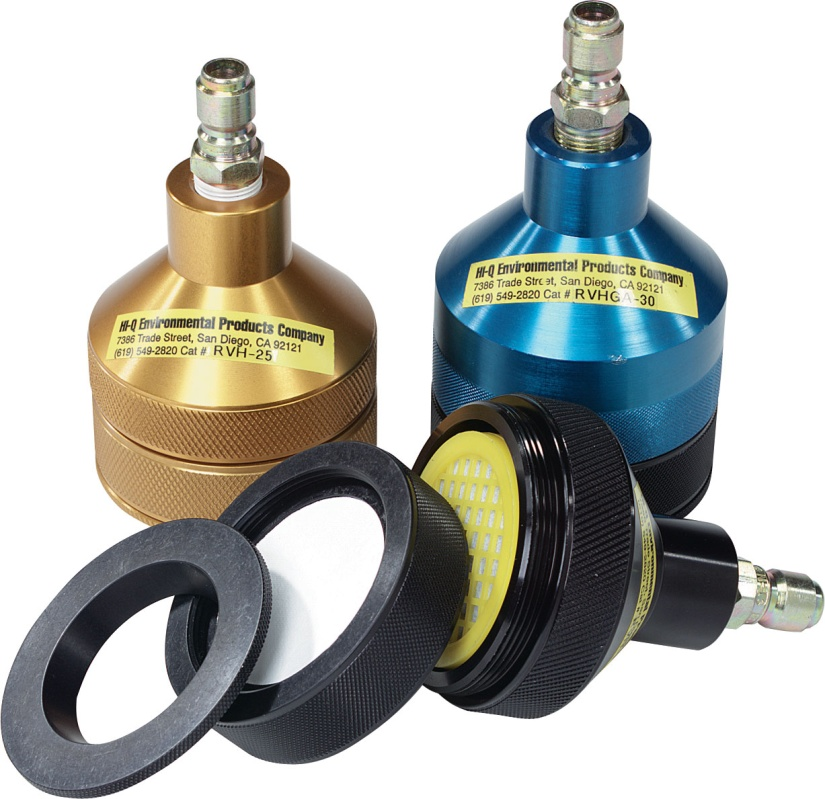 HI-Q Environmental Products Company
7386 Trade Street, San Diego, CA 92121
(619) 549-2820 Cat # RVH-25
HI-Q Environmental Products Company
7386 Trade Street, San Diego, CA 92121
(619) 549-2820 Cat # RVHGA-30